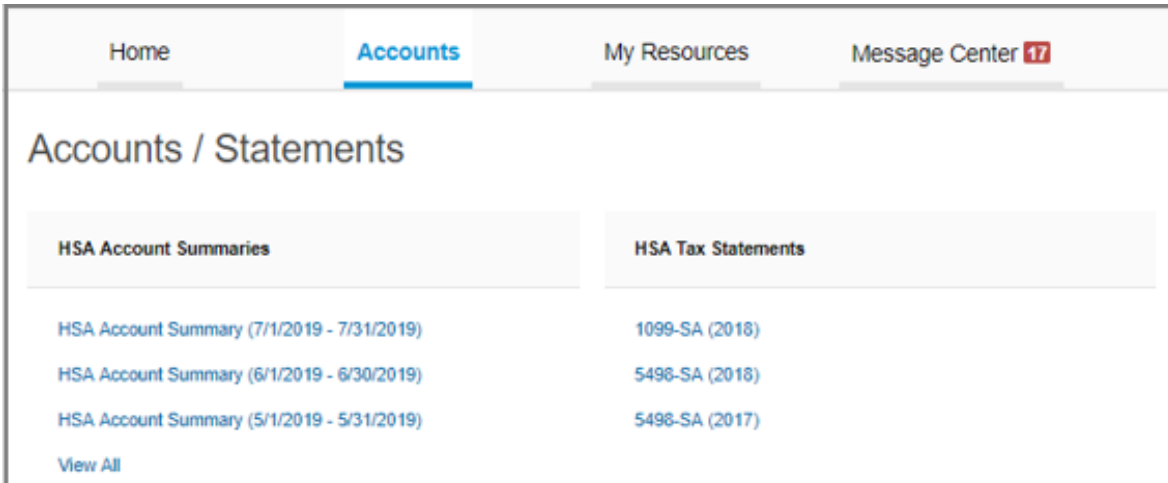 Home Accounts My Resources Message Center 17
Accounts / Statements
HSA Account Summaries
HSA Account Summary (7/1/2019 - 7/31/2019)
HSA Account Summary (6/1/2019 - 6/30/2019)
HSA Account Summary (5/1/2019 - 5/31/2019)
View All
HSA Tax Statements
1099-SA (2018)
5498-SA (2018)
5498-SA (2017)